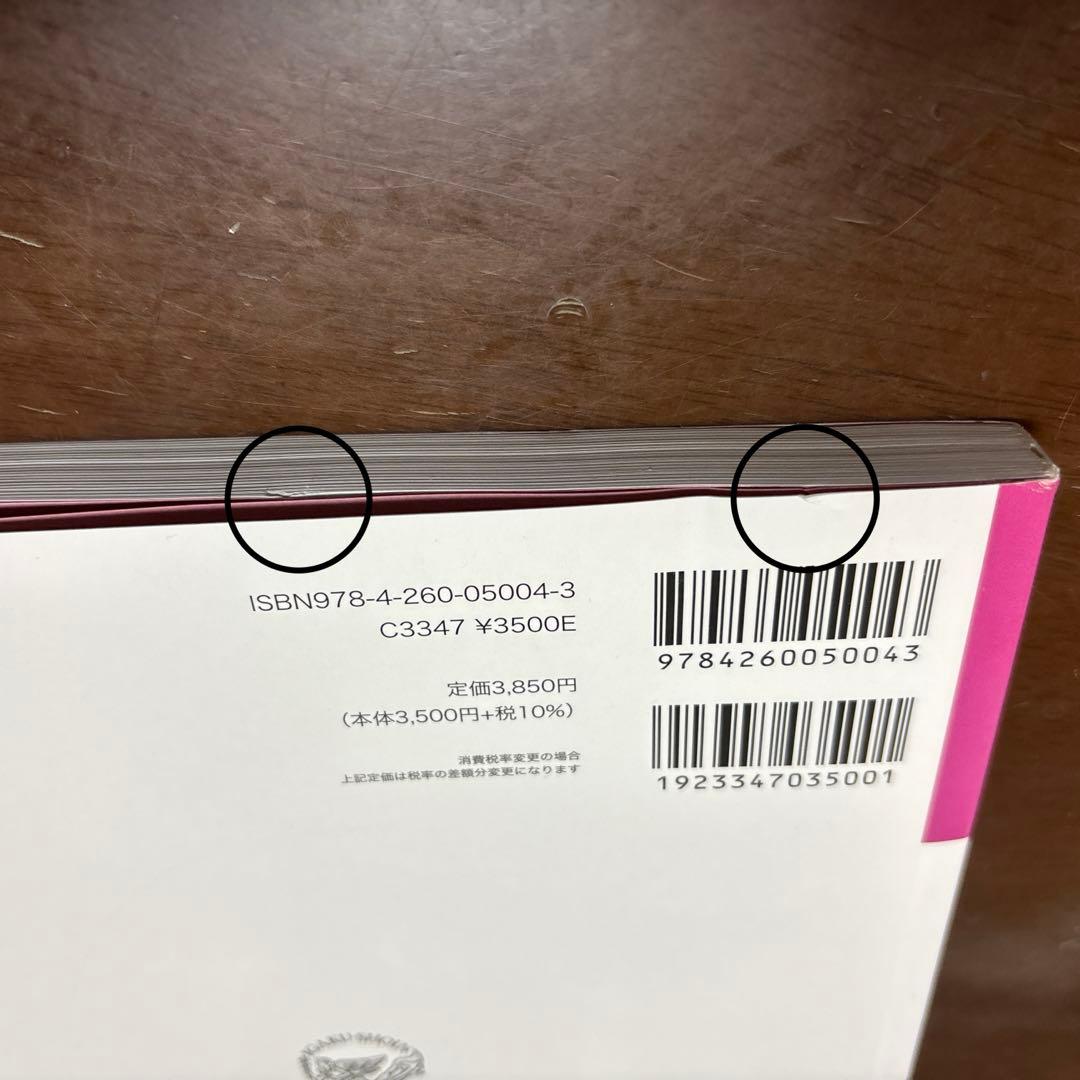 ISBN978-4-260-05004-3
C3347 ¥3500E
定価3,850円
（本体3,500円+税10%）
消費税率変更の場合
上記定価は税率の差額分変更になります
9784260050043
1923347035001